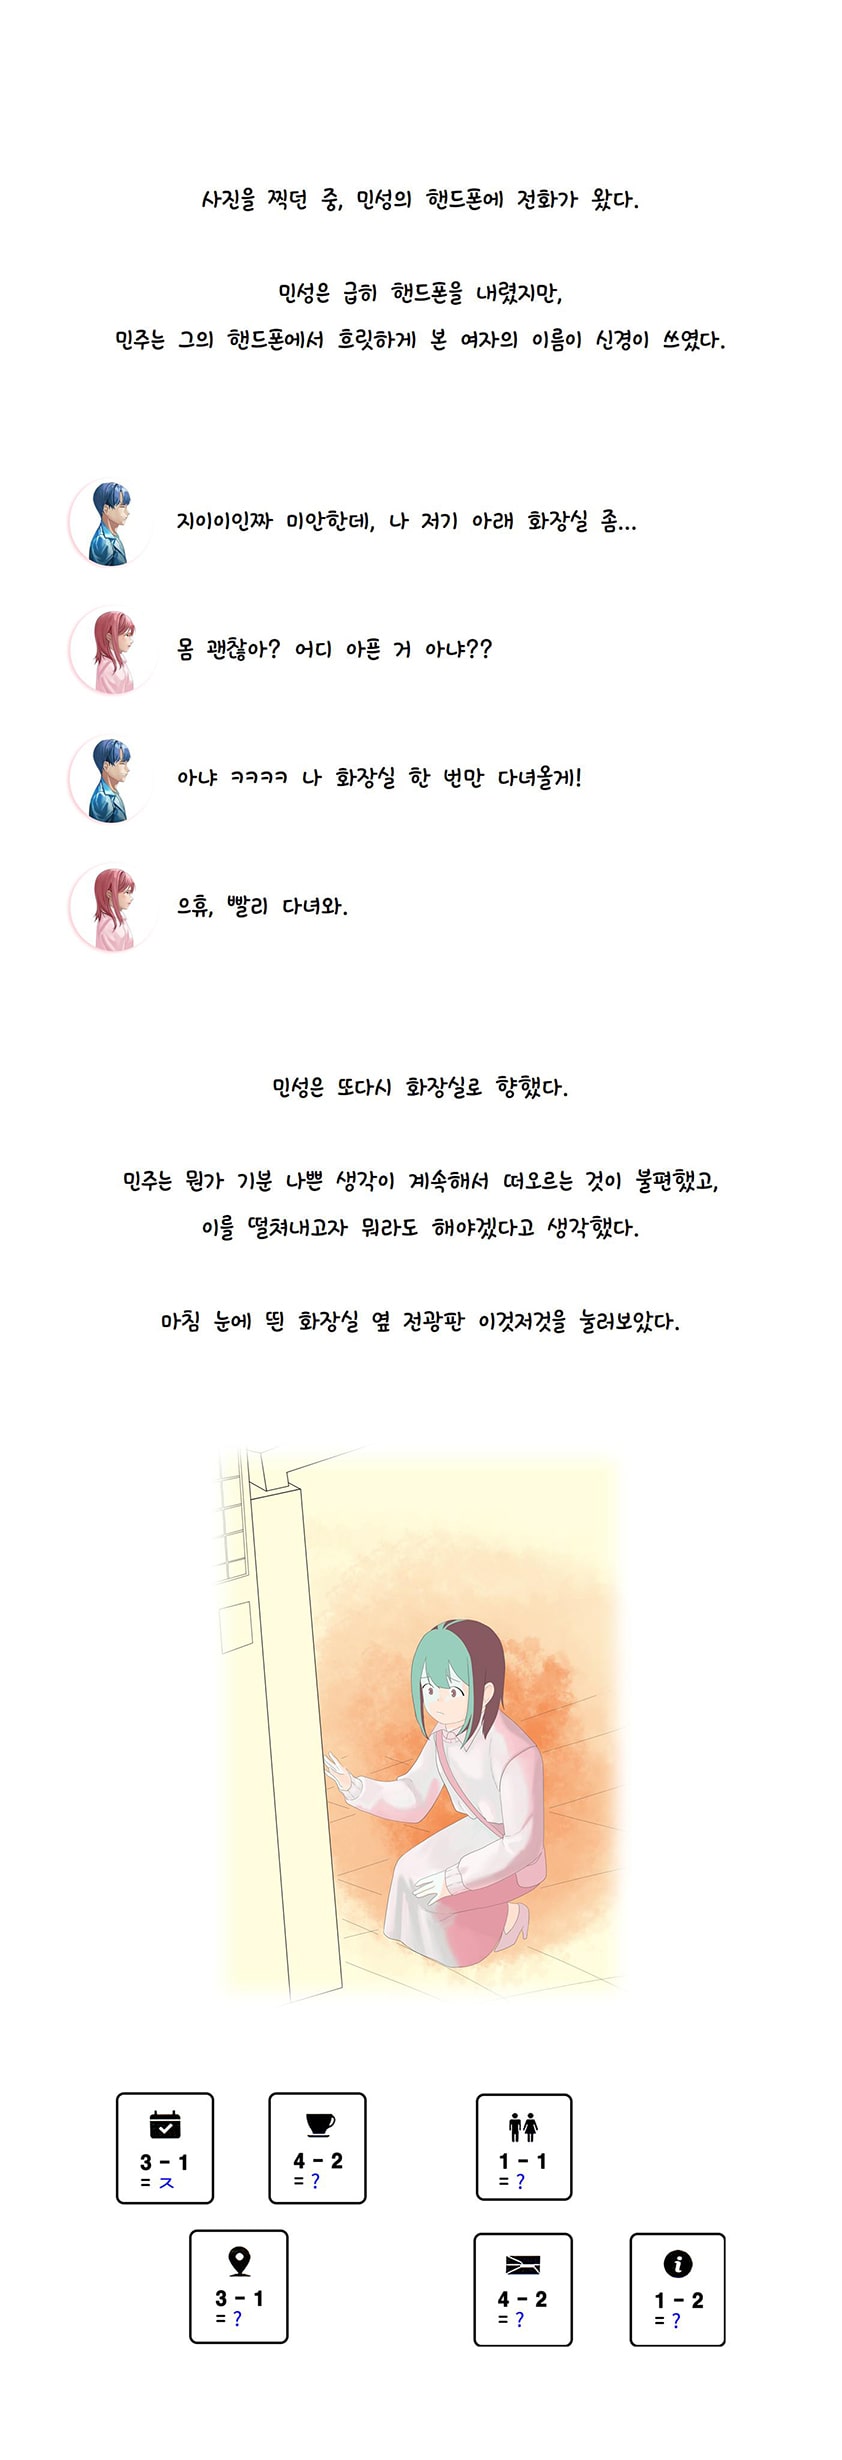 사진을 찍던 중, 민성의 핸드폰에 전화가 왔다.
민성은 급히 핸드폰을 내렸지만,
민주는 그의 핸드폰에서 흐릿하게 본 여자의 이름이 신경이 쓰였다.
지이이인짜 미안한데, 나 저기 아래 화장실 좀...
몸 괜찮아? 어디 아픈 거 아냐??
아냐 ㅋㅋㅋㅋ 나 화장실 한 번만 다녀올게!
으휴, 빨리 다녀와.
민성은 또다시 화장실로 향했다.
민주는 뭔가 기분 나쁜 생각이 계속해서 떠오르는 것이 불편했고,
이를 떨쳐내고자 뭐라도 해야겠다고 생각했다.
마침 눈에 띈 화장실 옆 전광판 이것저것을 눌러보았다.
3 - 1
= ㅈ
4 - 2
= ?
1 - 1
= ?
3 - 1
= ?
4 - 2
= ?
i
1 - 2
= ?